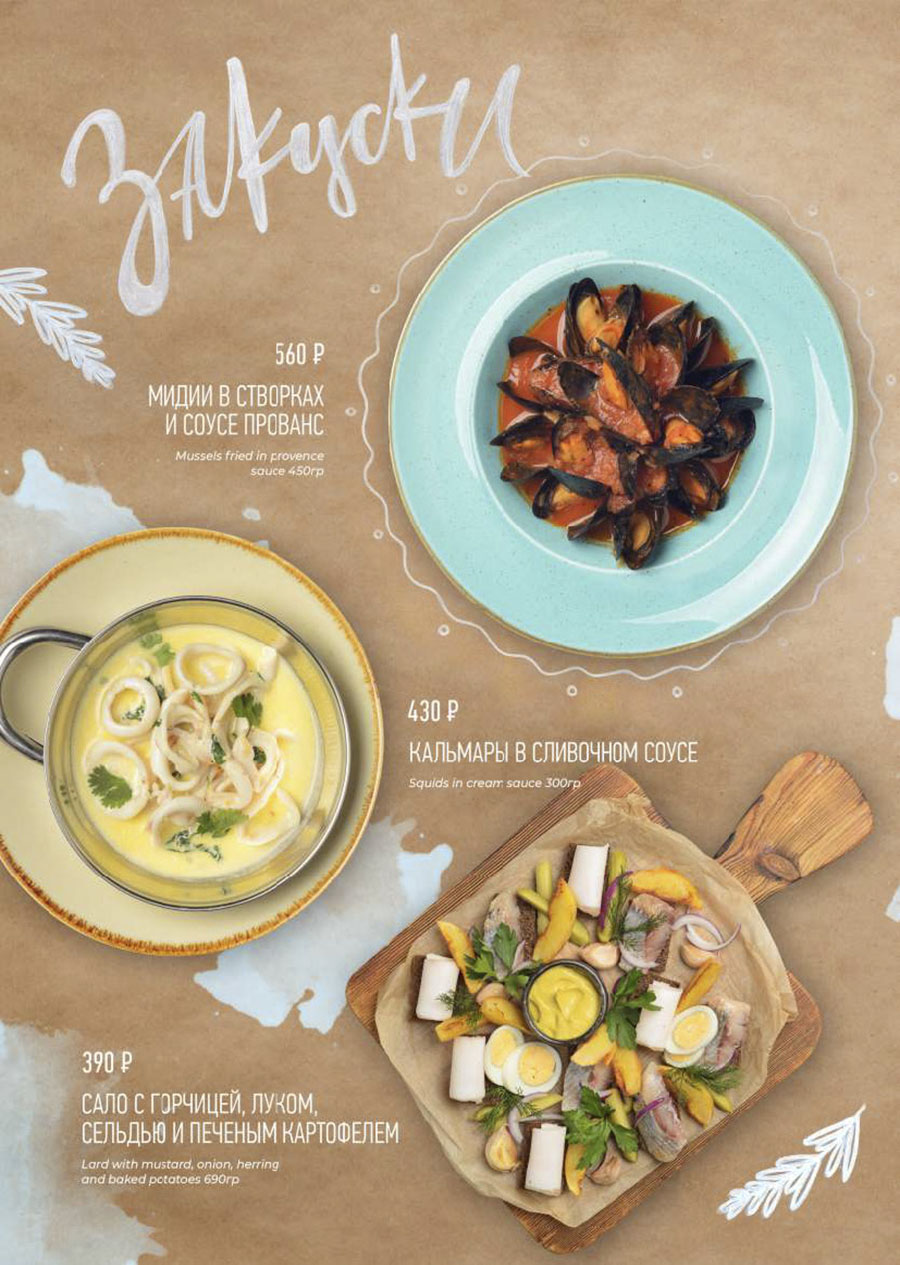 Закуски
560 ₽
МИДИИ В СТВОРКАХ
И СОУСЕ ПРОВАНС
Mussels fried in provence
sauce 450гр
430 ₽
КАЛЬМАРЫ В СЛИВОЧНОМ СОУСЕ
Squids in cream sauce 300гр
390 ₽
САЛО С ГОРЧИЦЕЙ, ЛУКОМ,
СЕЛЬДЬЮ И ПЕЧЕНЫМ КАРТОФЕЛЕМ
Lard with mustard, onion, herring
and baked potatoes 690гр